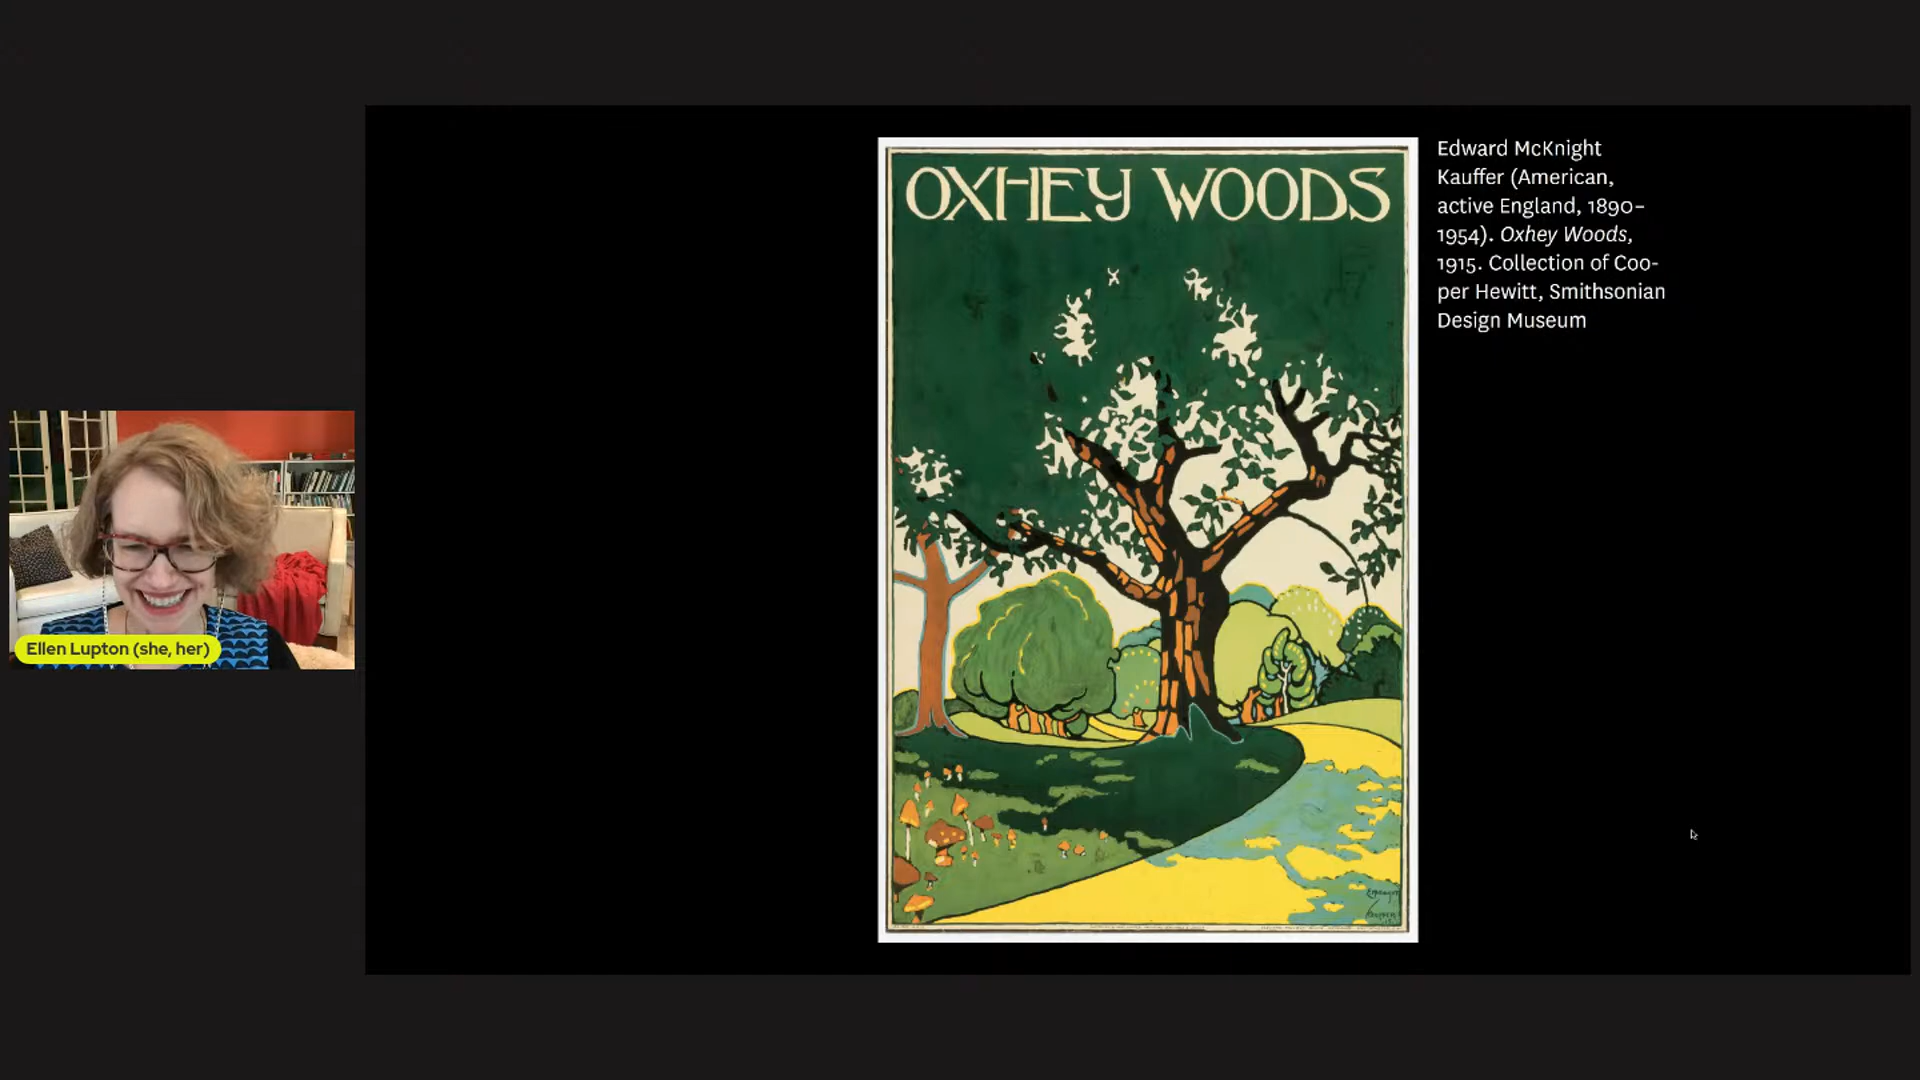 OXHEY WOODS
Edward McKnight
Kauffer (American,
active England, 1890–
1954). Oxhey Woods,
1915. Collection of Coo-
per Hewitt, Smithsonian
Design Museum
Ellen Lupton (she, her)